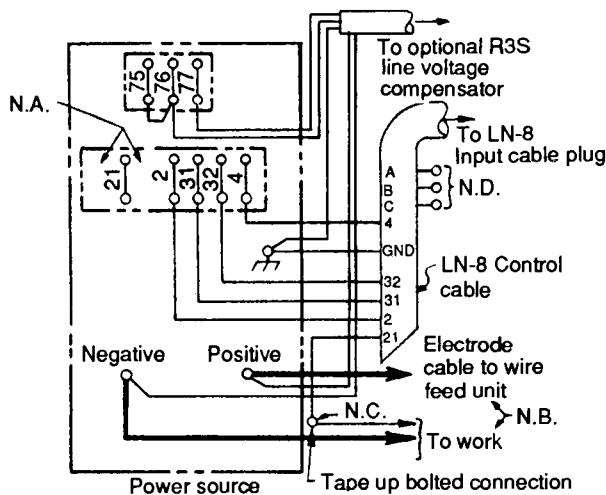 To optional R3S
line voltage
compensator
75 76 77
N.A.
To LN-8
Input cable plug
21 2 31 32 4
A
B
C
N.D.
4
GND
LN-8 Control
cable
32
31
2
21
Negative Positive
Electrode
cable to wire
feed unit
N.C.
N.B.
To work
Tape up bolted connection
Power source